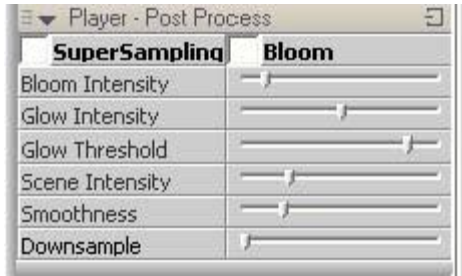 Player - Post Process
SuperSampling Bloom
Bloom Intensity
Glow Intensity
Glow Threshold
Scene Intensity
Smoothness
Downsample